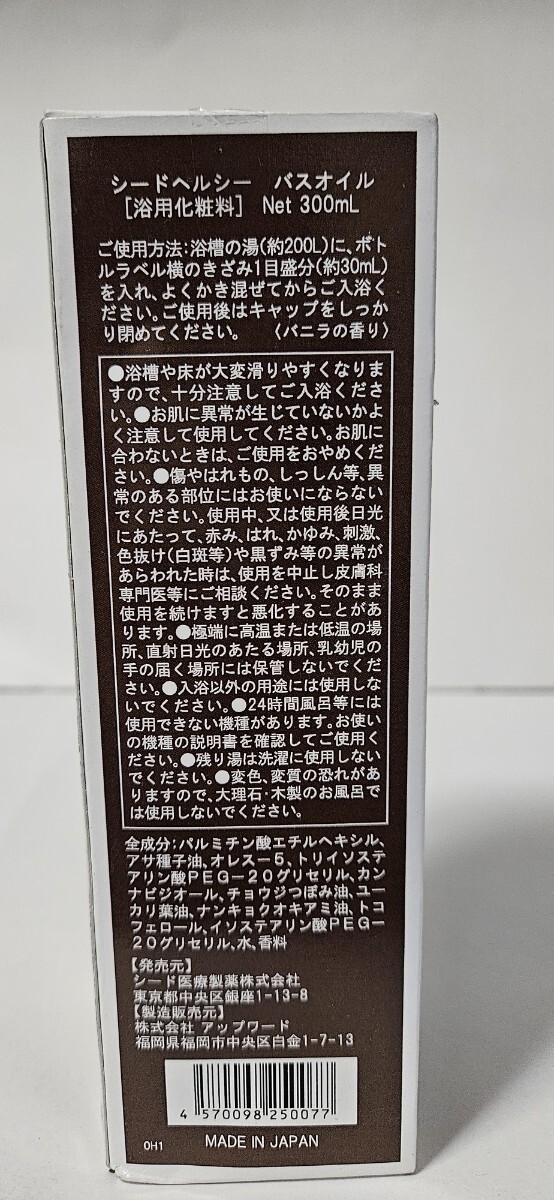 シードヘルシー　バスオイル
［浴用化粧料］　Net 300mL
ご使用方法：浴槽の湯（約200L）に、ボト
ルラベル横のきざみ1目盛分（約30mL）
を入れ、よくかき混ぜてからご入浴く
ださい。ご使用後はキャップをしっか
り閉めてください。　〈バニラの香り〉
●浴槽や床が大変滑りやすくなりま
すので、十分注意してご入浴くださ
い。●お肌に異常が生じていないかよ
く注意して使用してください。お肌に
合わないときは、ご使用をおやめくだ
さい。●傷やはれもの、しっしん等、異
常のある部位にはお使いにならない
でください。使用中、又は使用後日光
にあたって、赤み、はれ、かゆみ、刺激、
色抜け（白斑等）や黒ずみ等の異常が
あらわれた時は、使用を中止し皮膚科
専門医等にご相談ください。そのまま
使用を続けますと悪化することがあ
ります。●極端に高温または低温の場
所、直射日光のあたる場所、乳幼児の
手の届く場所には保管しないでくだ
さい。●入浴以外の用途には使用しな
いでください。●24時間風呂等には
使用できない機種があります。お使い
の機種の説明書を確認してご使用く
ださい。●残り湯は洗濯に使用しない
でください。●変色、変質の恐れがあ
りますので、大理石・木製のお風呂で
は使用しないでください。
全成分：パルミチン酸エチルヘキシル、
アサ種子油、オレスー5、トリイソステ
アリン酸PEGー20グリセリル、カン
ナビジオール、チョウジつぼみ油、ユー
カリ葉油、ナンキョクオキアミ油、トコ
フェロール、イソステアリン酸PEGー
20グリセリル、水、香料
【発売元】
シード医療製薬株式会社
東京都中央区銀座1-13-8
【製造販売元】
株式会社 アップワード
福岡県福岡市中央区白金1-7-13
4 570098 250077
0H1 MADE IN JAPAN